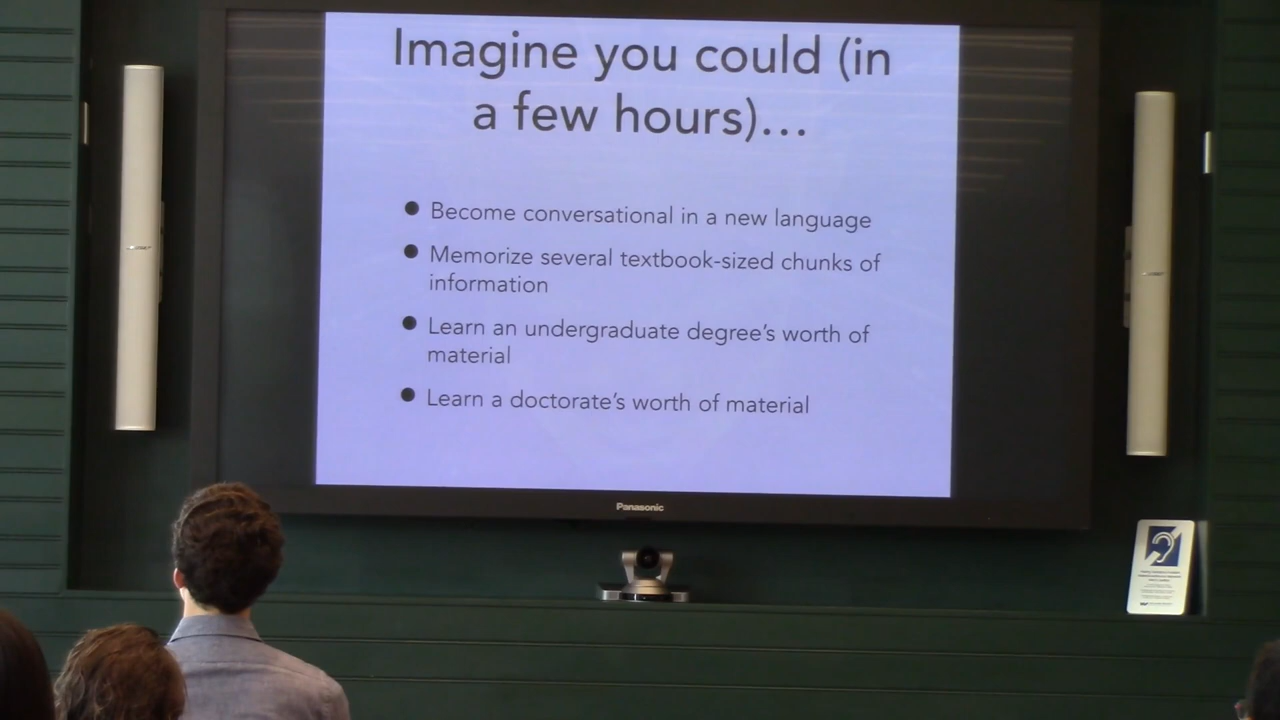 Imagine you could (in
a few hours)...
● Become conversational in a new language
● Memorize several textbook-sized chunks of
information
● Learn an undergraduate degree's worth of
material
● Learn a doctorate's worth of material
Panasonic